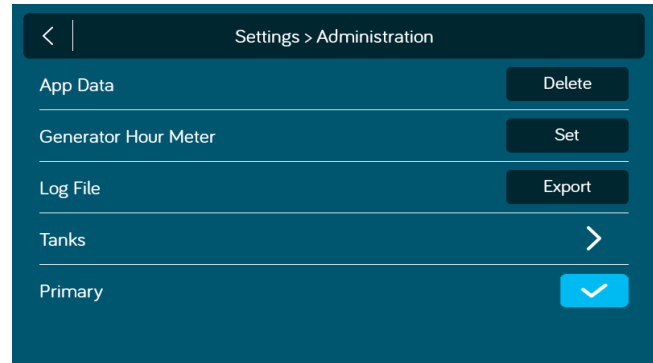 Settings > Administration
App Data Delete
Generator Hour Meter Set
Log File Export
Tanks
Primary